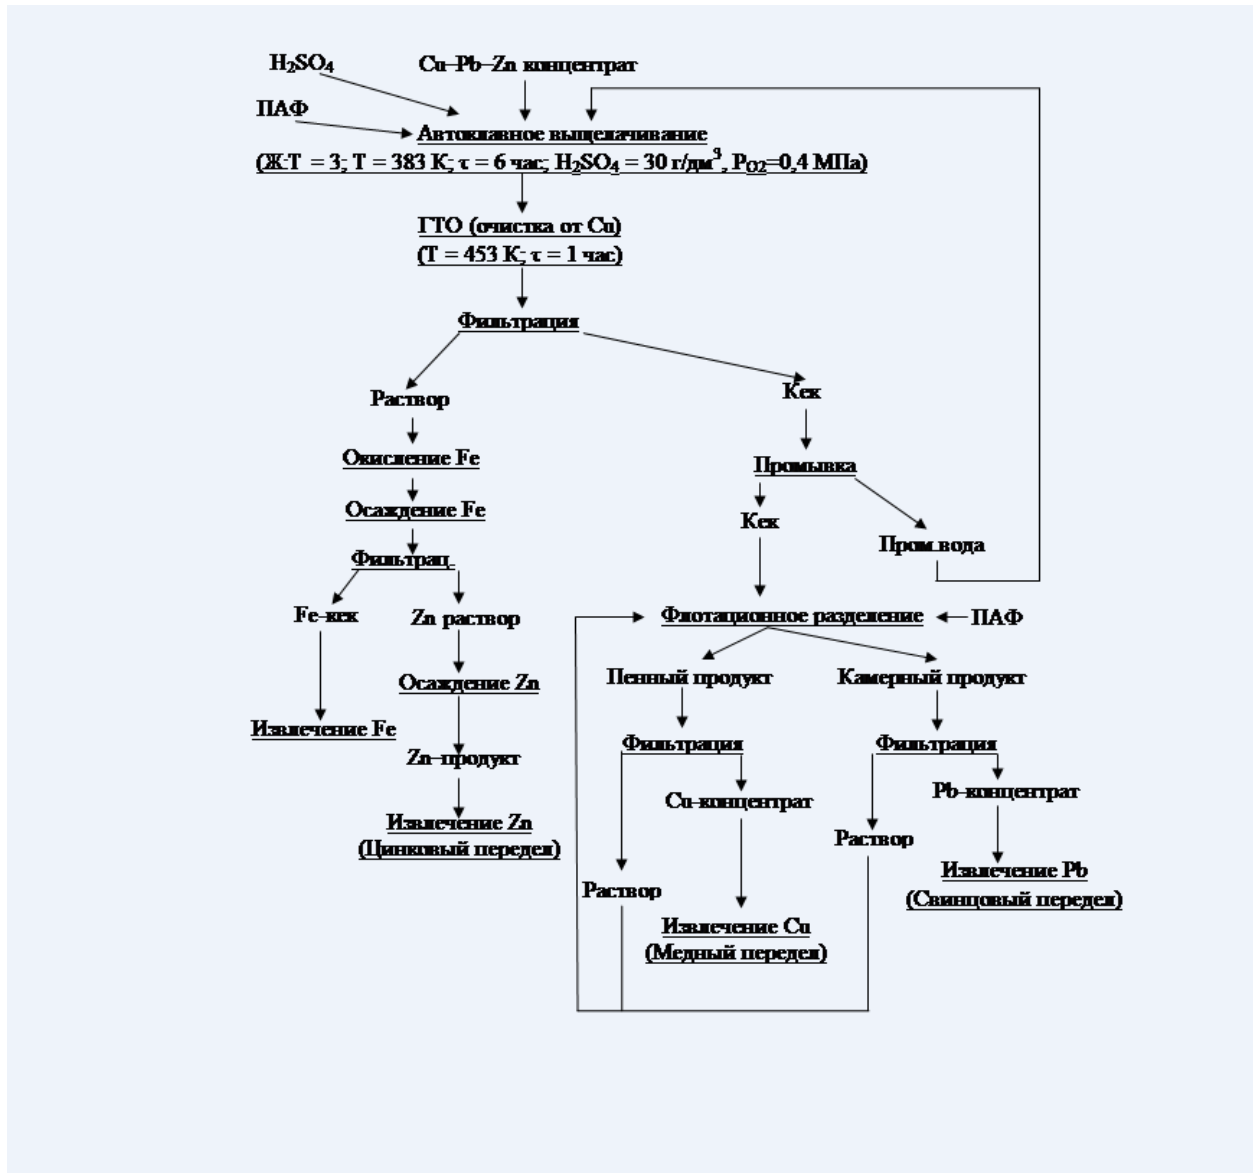 H₂SO₄
Cu–Pb–Zn концентрат
ПАФ
Автоклавное выщелачивание
(Ж:Т = 3; Т = 383 К; τ = 6 час; H₂SO₄ = 30 г/дм³, P_O2=0,4 МПа)
ГТО (очистка от Cu)
(Т = 453 К; τ = 1 час)
Фильтрация
Раствор
Кек
Окисление Fe
Промывка
Осаждение Fe
Кек
Пром.вода
Фильтрац.
Fe-кек
Zn раствор
Флотационное разделение
ПАФ
Осаждение Zn
Пенный продукт
Камерный продукт
Извлечение Fe
Фильтрация
Фильтрация
Zn–продукт
Cu-концентрат
Pb-концентрат
Извлечение Zn
(Цинковый передел)
Раствор
Извлечение Pb
(Свинцовый передел)
Раствор
Извлечение Cu
(Медный передел)